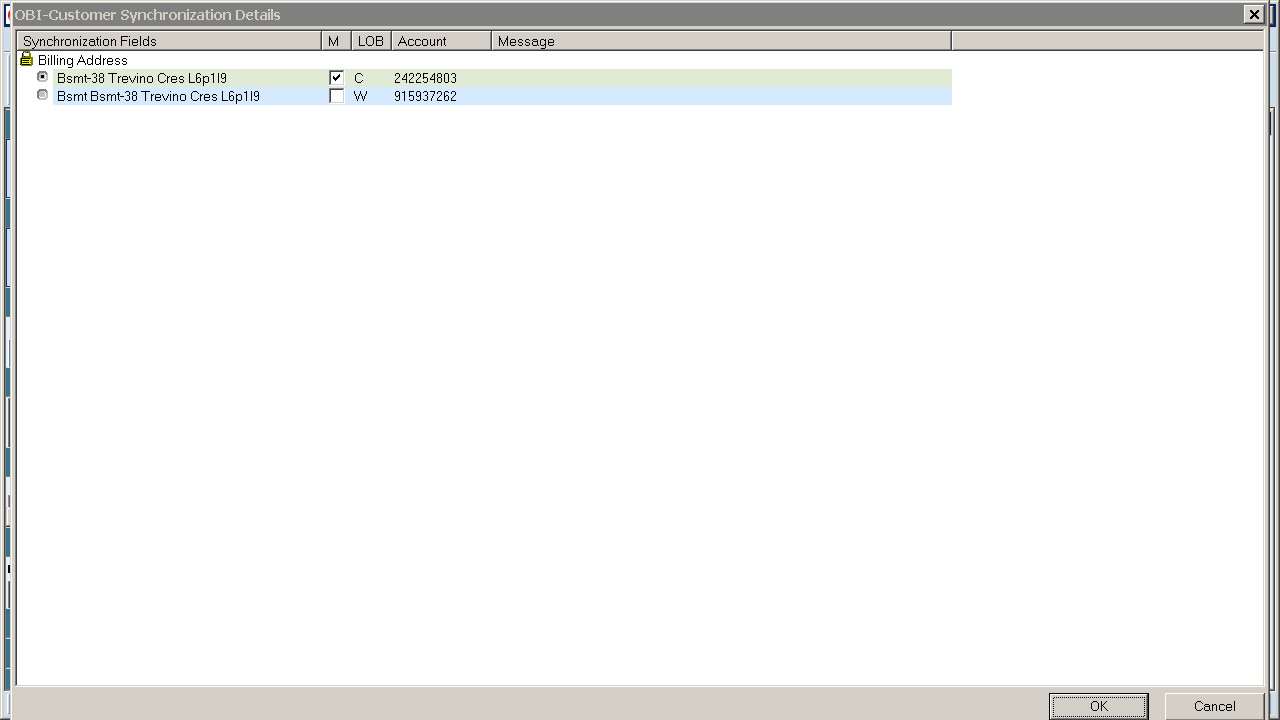 OBI-Customer Synchronization Details
Synchronization Fields M LOB Account Message
Billing Address
Bsmt-38 Trevino Cres L6p1l9 C 242254803
Bsmt Bsmt-38 Trevino Cres L6p1l9 W 915937262
OK Cancel